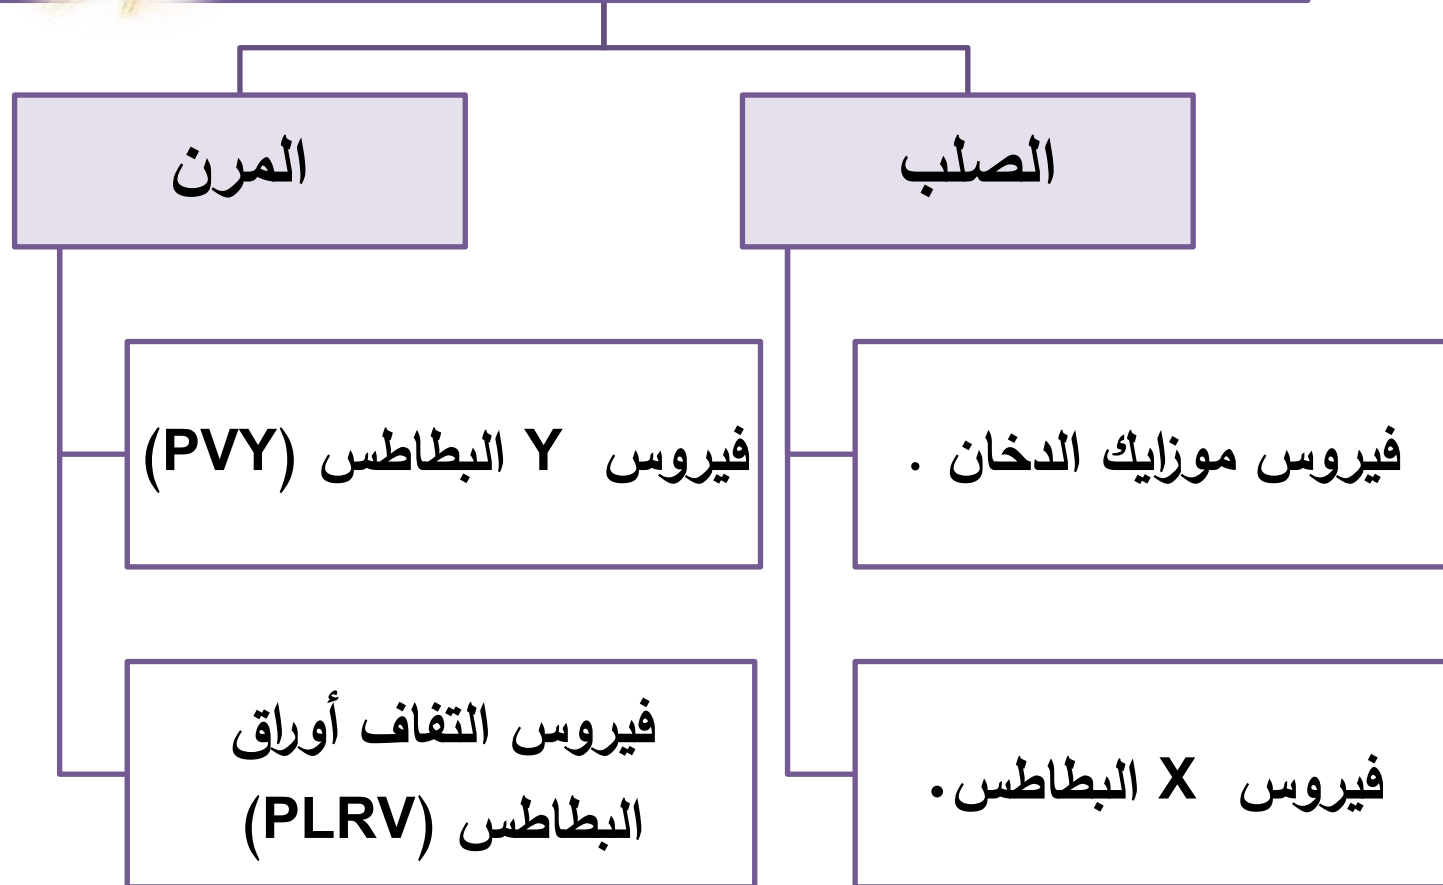 الصلب
المرن
فيروس موزايك الدخان .
فيروس Y البطاطس (PVY)
فيروس X البطاطس.
فيروس التفاف أوراق
البطاطس (PLRV)